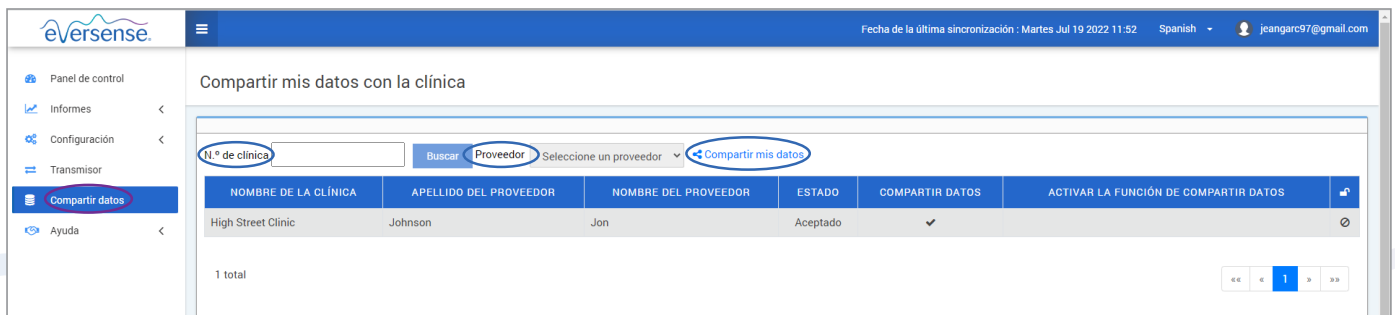 eversense.
Fecha de la última sincronización : Martes Jul 19 2022 11:52 Spanish jeangarc97@gmail.com
Panel de control
Informes
Configuración
Transmisor
Compartir datos
Ayuda
Compartir mis datos con la clínica
N.º de clínica Buscar Proveedor Seleccione un proveedor Compartir mis datos
NOMBRE DE LA CLÍNICA APELLIDO DEL PROVEEDOR NOMBRE DEL PROVEEDOR ESTADO COMPARTIR DATOS ACTIVAR LA FUNCIÓN DE COMPARTIR DATOS
High Street Clinic Johnson Jon Aceptado
1 total
«« « 1 » »»